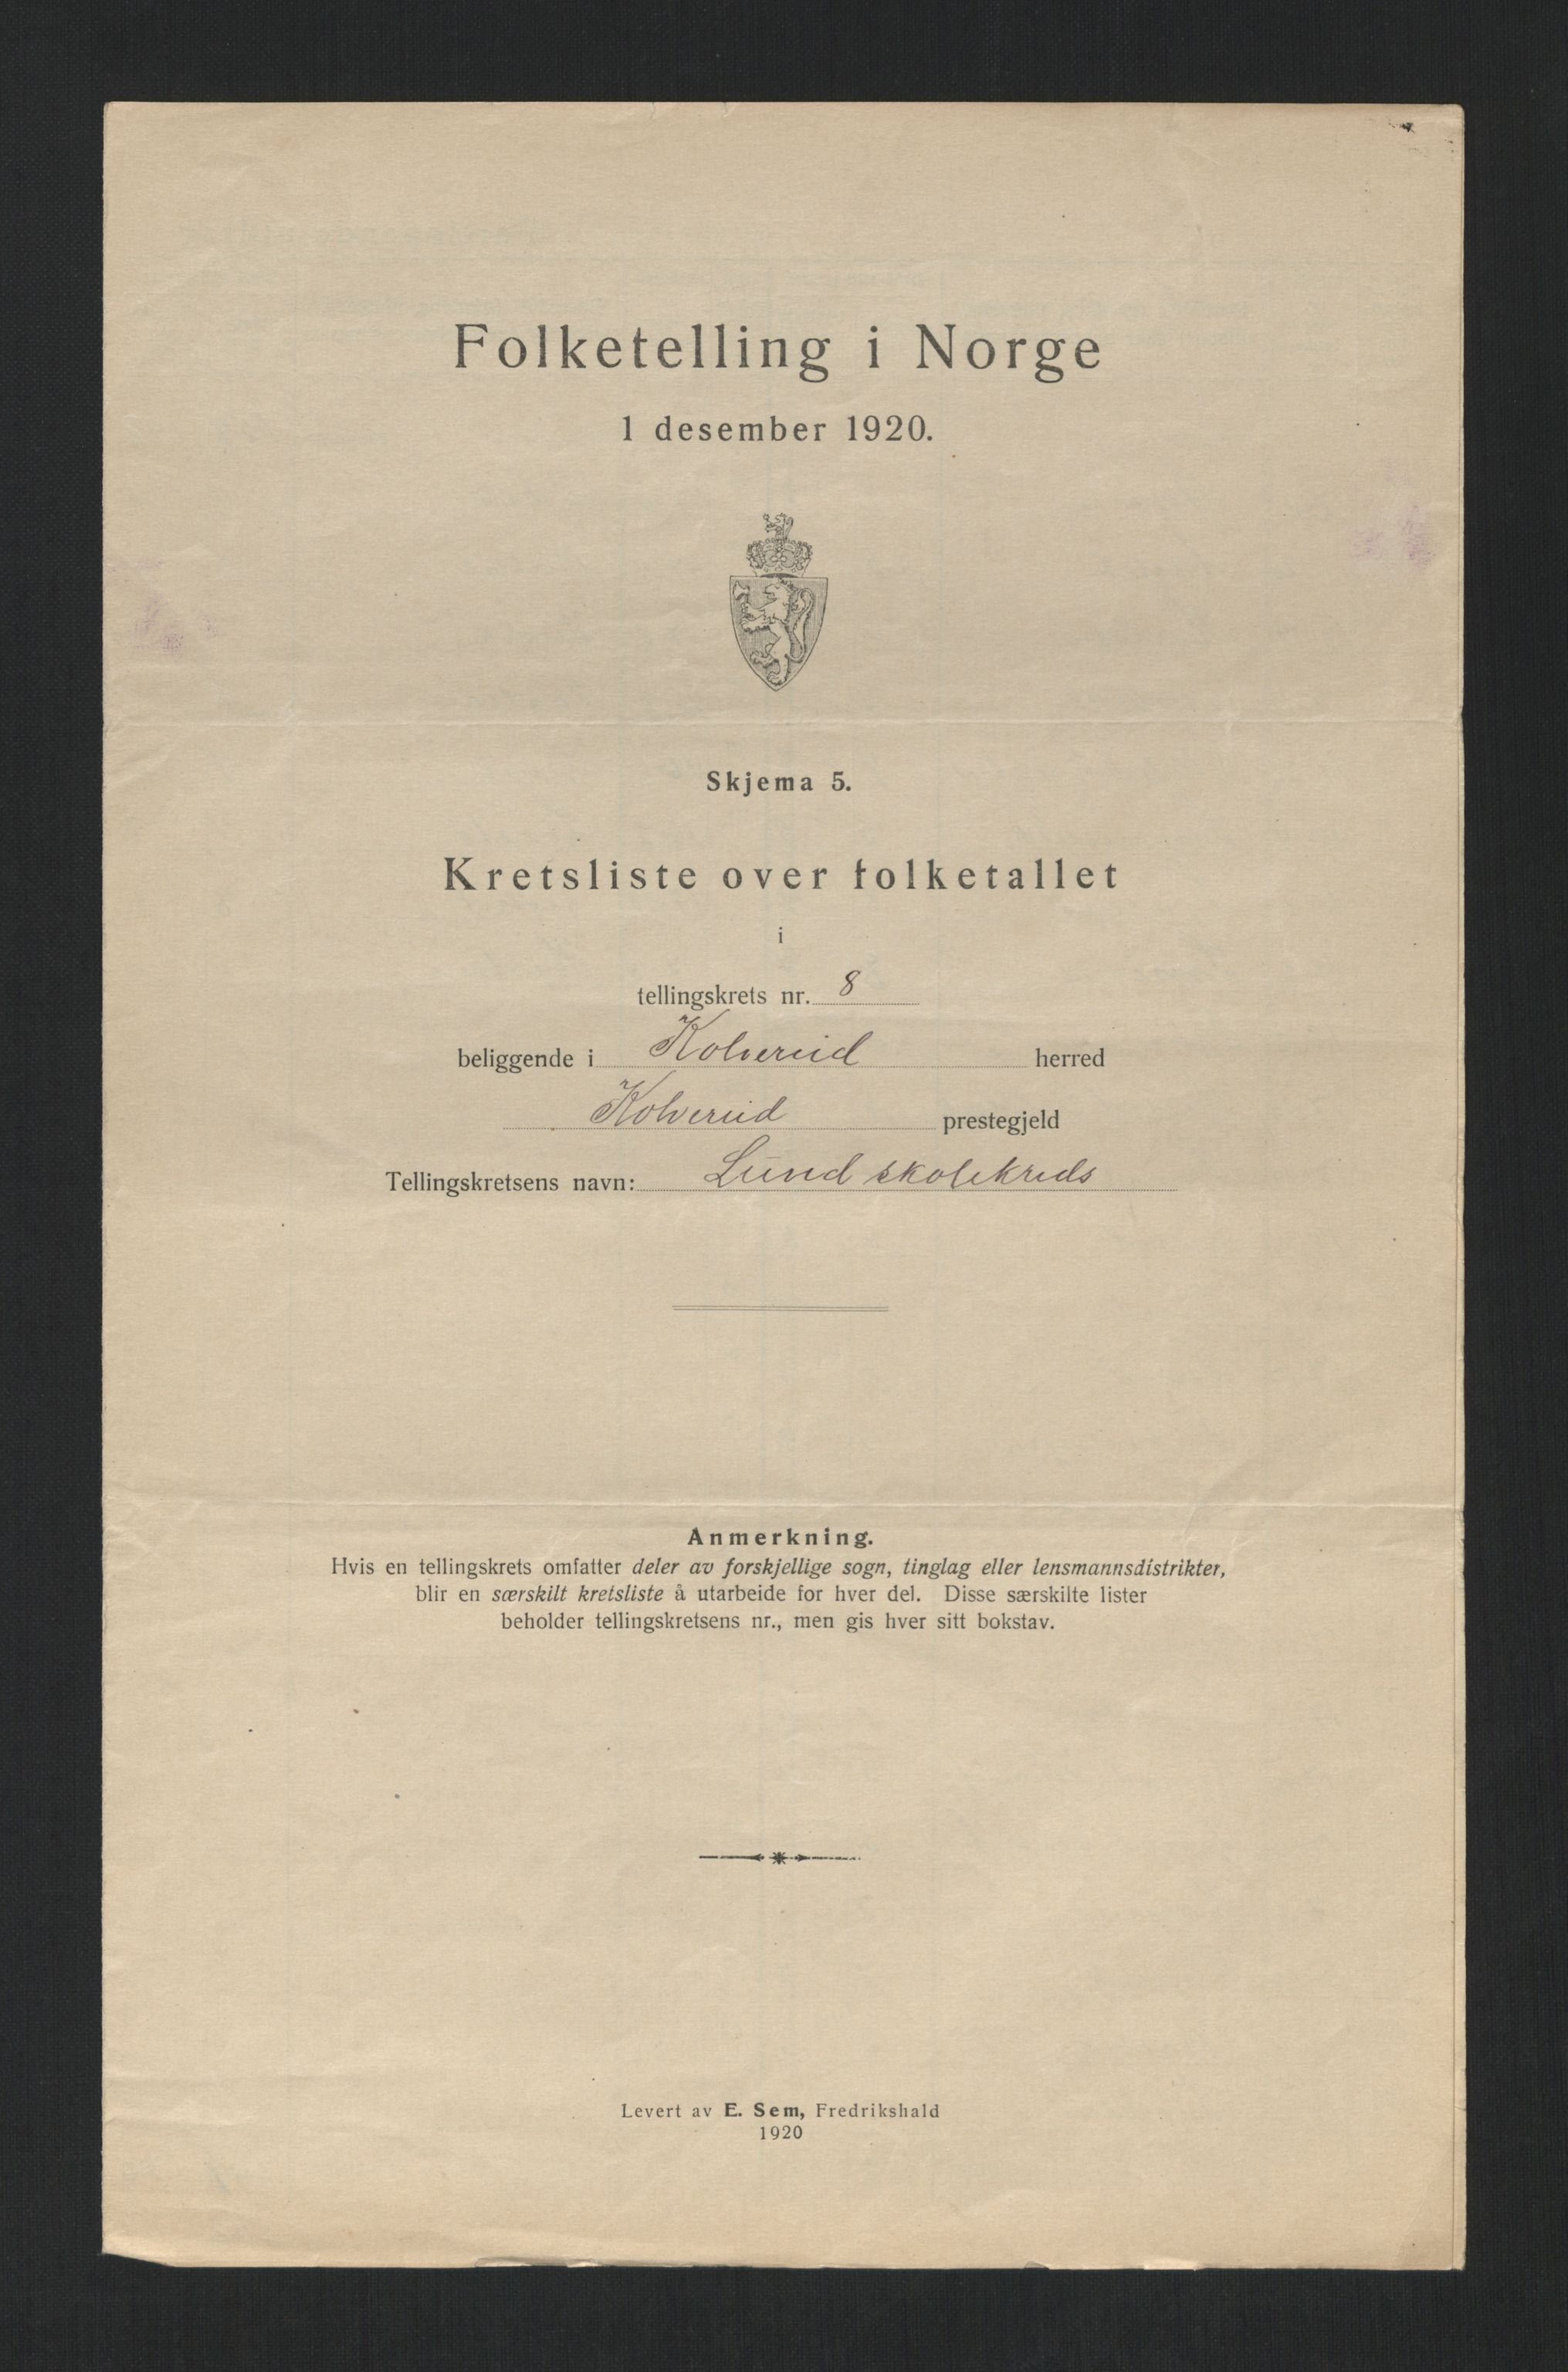 Folketelling i Norge
1 desember 1920.
Skjema 5.
Kretsliste over folketallet
i
tellingskrets nr. 8
beliggende i Kolvereid herred
Kolvereid prestegjeld
Tellingskretsens navn: Lund skolekreds
Anmerkning.
Hvis en tellingskrets omfatter deler av forskjellige sogn, tinglag eller lensmannsdistrikter,
blir en særskilt kretsliste å utarbeide for hver del. Disse særskilte lister
beholder tellingskretsens nr., men gis hver sitt bokstav.
Levert av E. Sem, Fredrikshald
1920